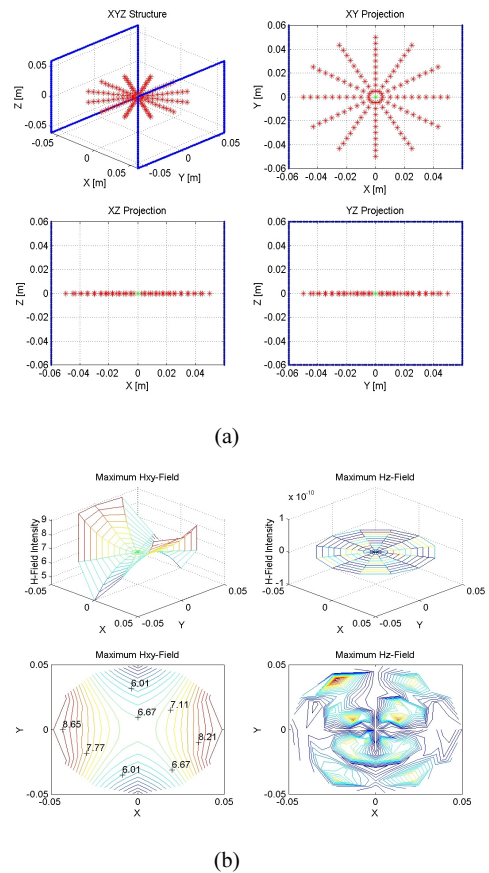 XYZ Structure
Z [m]
0.05
0
-0.05
-0.05
0
0.05
X [m]
-0.05
0
0.05
Y [m]
XY Projection
Y [m]
0.06
0.04
0.02
0
-0.02
-0.04
-0.06
-0.06 -0.04 -0.02 0 0.02 0.04
X [m]
XZ Projection
Z [m]
0.06
0.04
0.02
0
-0.02
-0.04
-0.06
-0.06 -0.04 -0.02 0 0.02 0.04
X [m]
YZ Projection
Z [m]
0.06
0.04
0.02
0
-0.02
-0.04
-0.06
-0.06 -0.04 -0.02 0 0.02 0.04
Y [m]
(a)
Maximum Hxy-Field
H-Field Intensity
9
8
7
6
5
-0.05
0
0.05
X
-0.05
0
0.05
Y
Maximum Hz-Field
x 10^-10
H-Field Intensity
1
0
-1
-0.05
0
0.05
X
-0.05
0
0.05
Y
Maximum Hxy-Field
Y
0.05
0
-0.05
6.01
6.67
7.11
8.65
8.21
7.77
6.01
6.67
-0.05 0 0.05
X
Maximum Hz-Field
Y
0.05
0
-0.05
-0.05 0 0.05
X
(b)